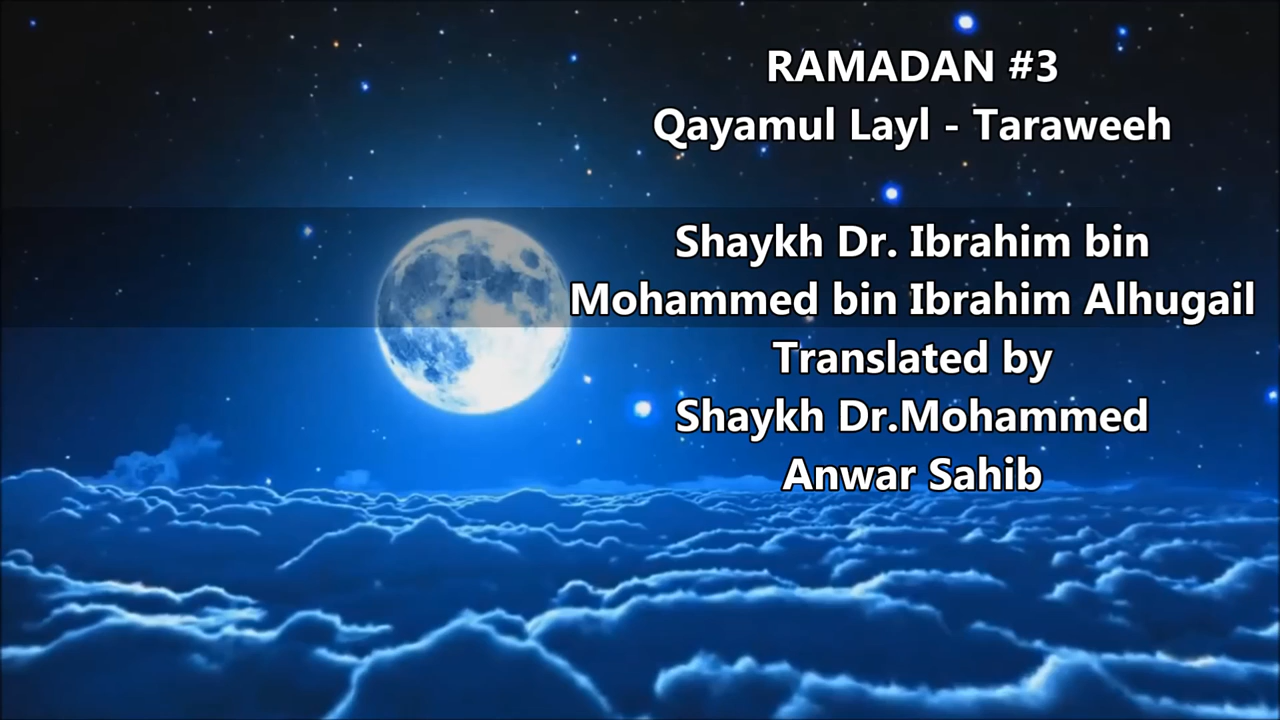 RAMADAN #3
Qayamul Layl - Taraweeh
Shaykh Dr. Ibrahim bin
Mohammed bin Ibrahim Alhugail
Translated by
Shaykh Dr.Mohammed
Anwar Sahib